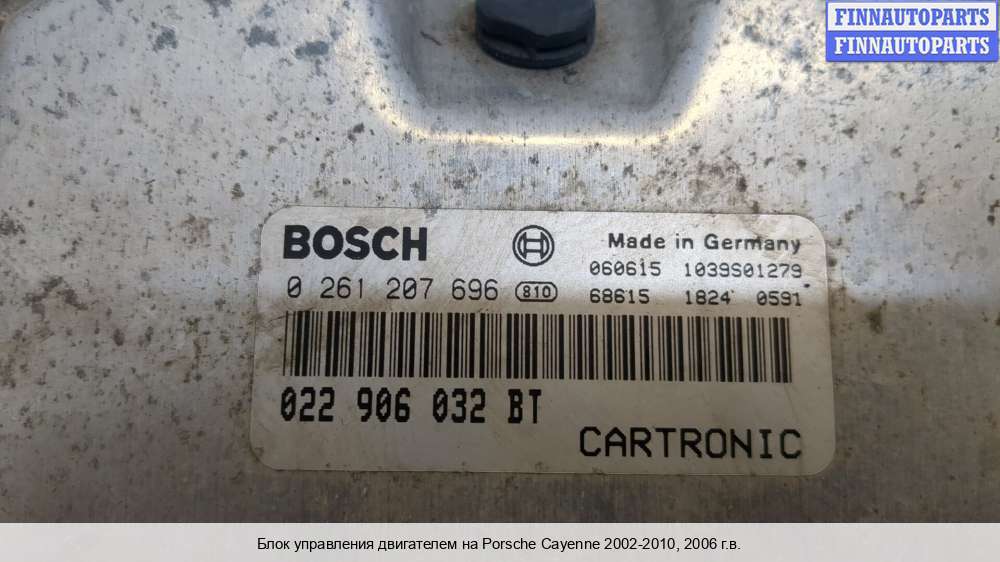 FINNAUTOPARTS
FINNAUTOPARTS
BOSCH
Made in Germany
0 261 207 696 810
060615 1039S01279
68615 1824 0591
022 906 032 BT
CARTRONIC
Блок управления двигателем на Porsche Cayenne 2002-2010, 2006 г.в.